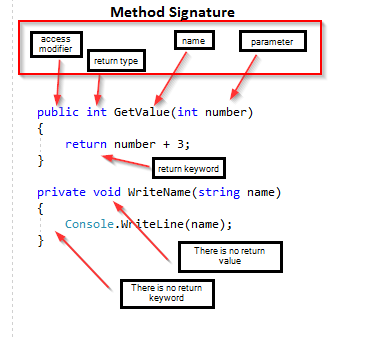 Method Signature
access
modifier
return type
name
parameter
public int GetValue(int number)
{
return number + 3;
}
return keyword
private void WriteName(string name)
{
Console.WriteLine(name);
}
There is no return
value
There is no return
keyword